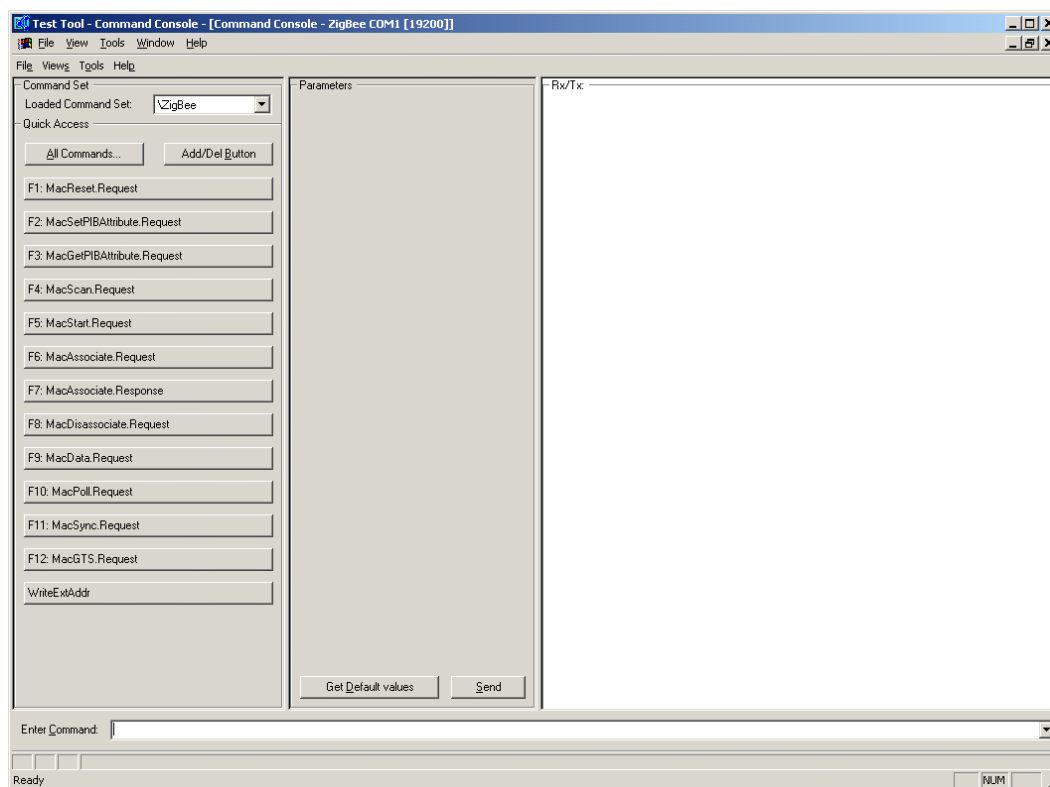 Test Tool - Command Console - [Command Console - ZigBee COM1 [19200]]
File View Tools Window Help
File Views Tools Help
Command Set
Loaded Command Set: \ZigBee
Quick Access
All Commands... Add/Del Button
F1: MacReset.Request
F2: MacSetPIBAttribute.Request
F3: MacGetPIBAttribute.Request
F4: MacScan.Request
F5: MacStart.Request
F6: MacAssociate.Request
F7: MacAssociate.Response
F8: MacDisassociate.Request
F9: MacData.Request
F10: MacPoll.Request
F11: MacSync.Request
F12: MacGTS.Request
WriteExtAddr
Parameters
Get Default values Send
Rx/Tx:
Enter Command:
Ready NUM